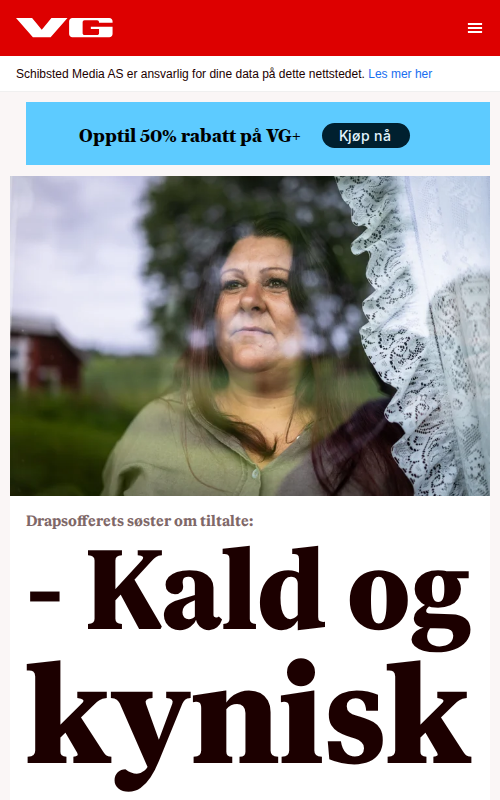 VG
Schibsted Media AS er ansvarlig for dine data på dette nettstedet. Les mer her
Opptil 50% rabatt på VG+ Kjøp nå
Drapsofferets søster om tiltalte:
- Kald og
kynisk